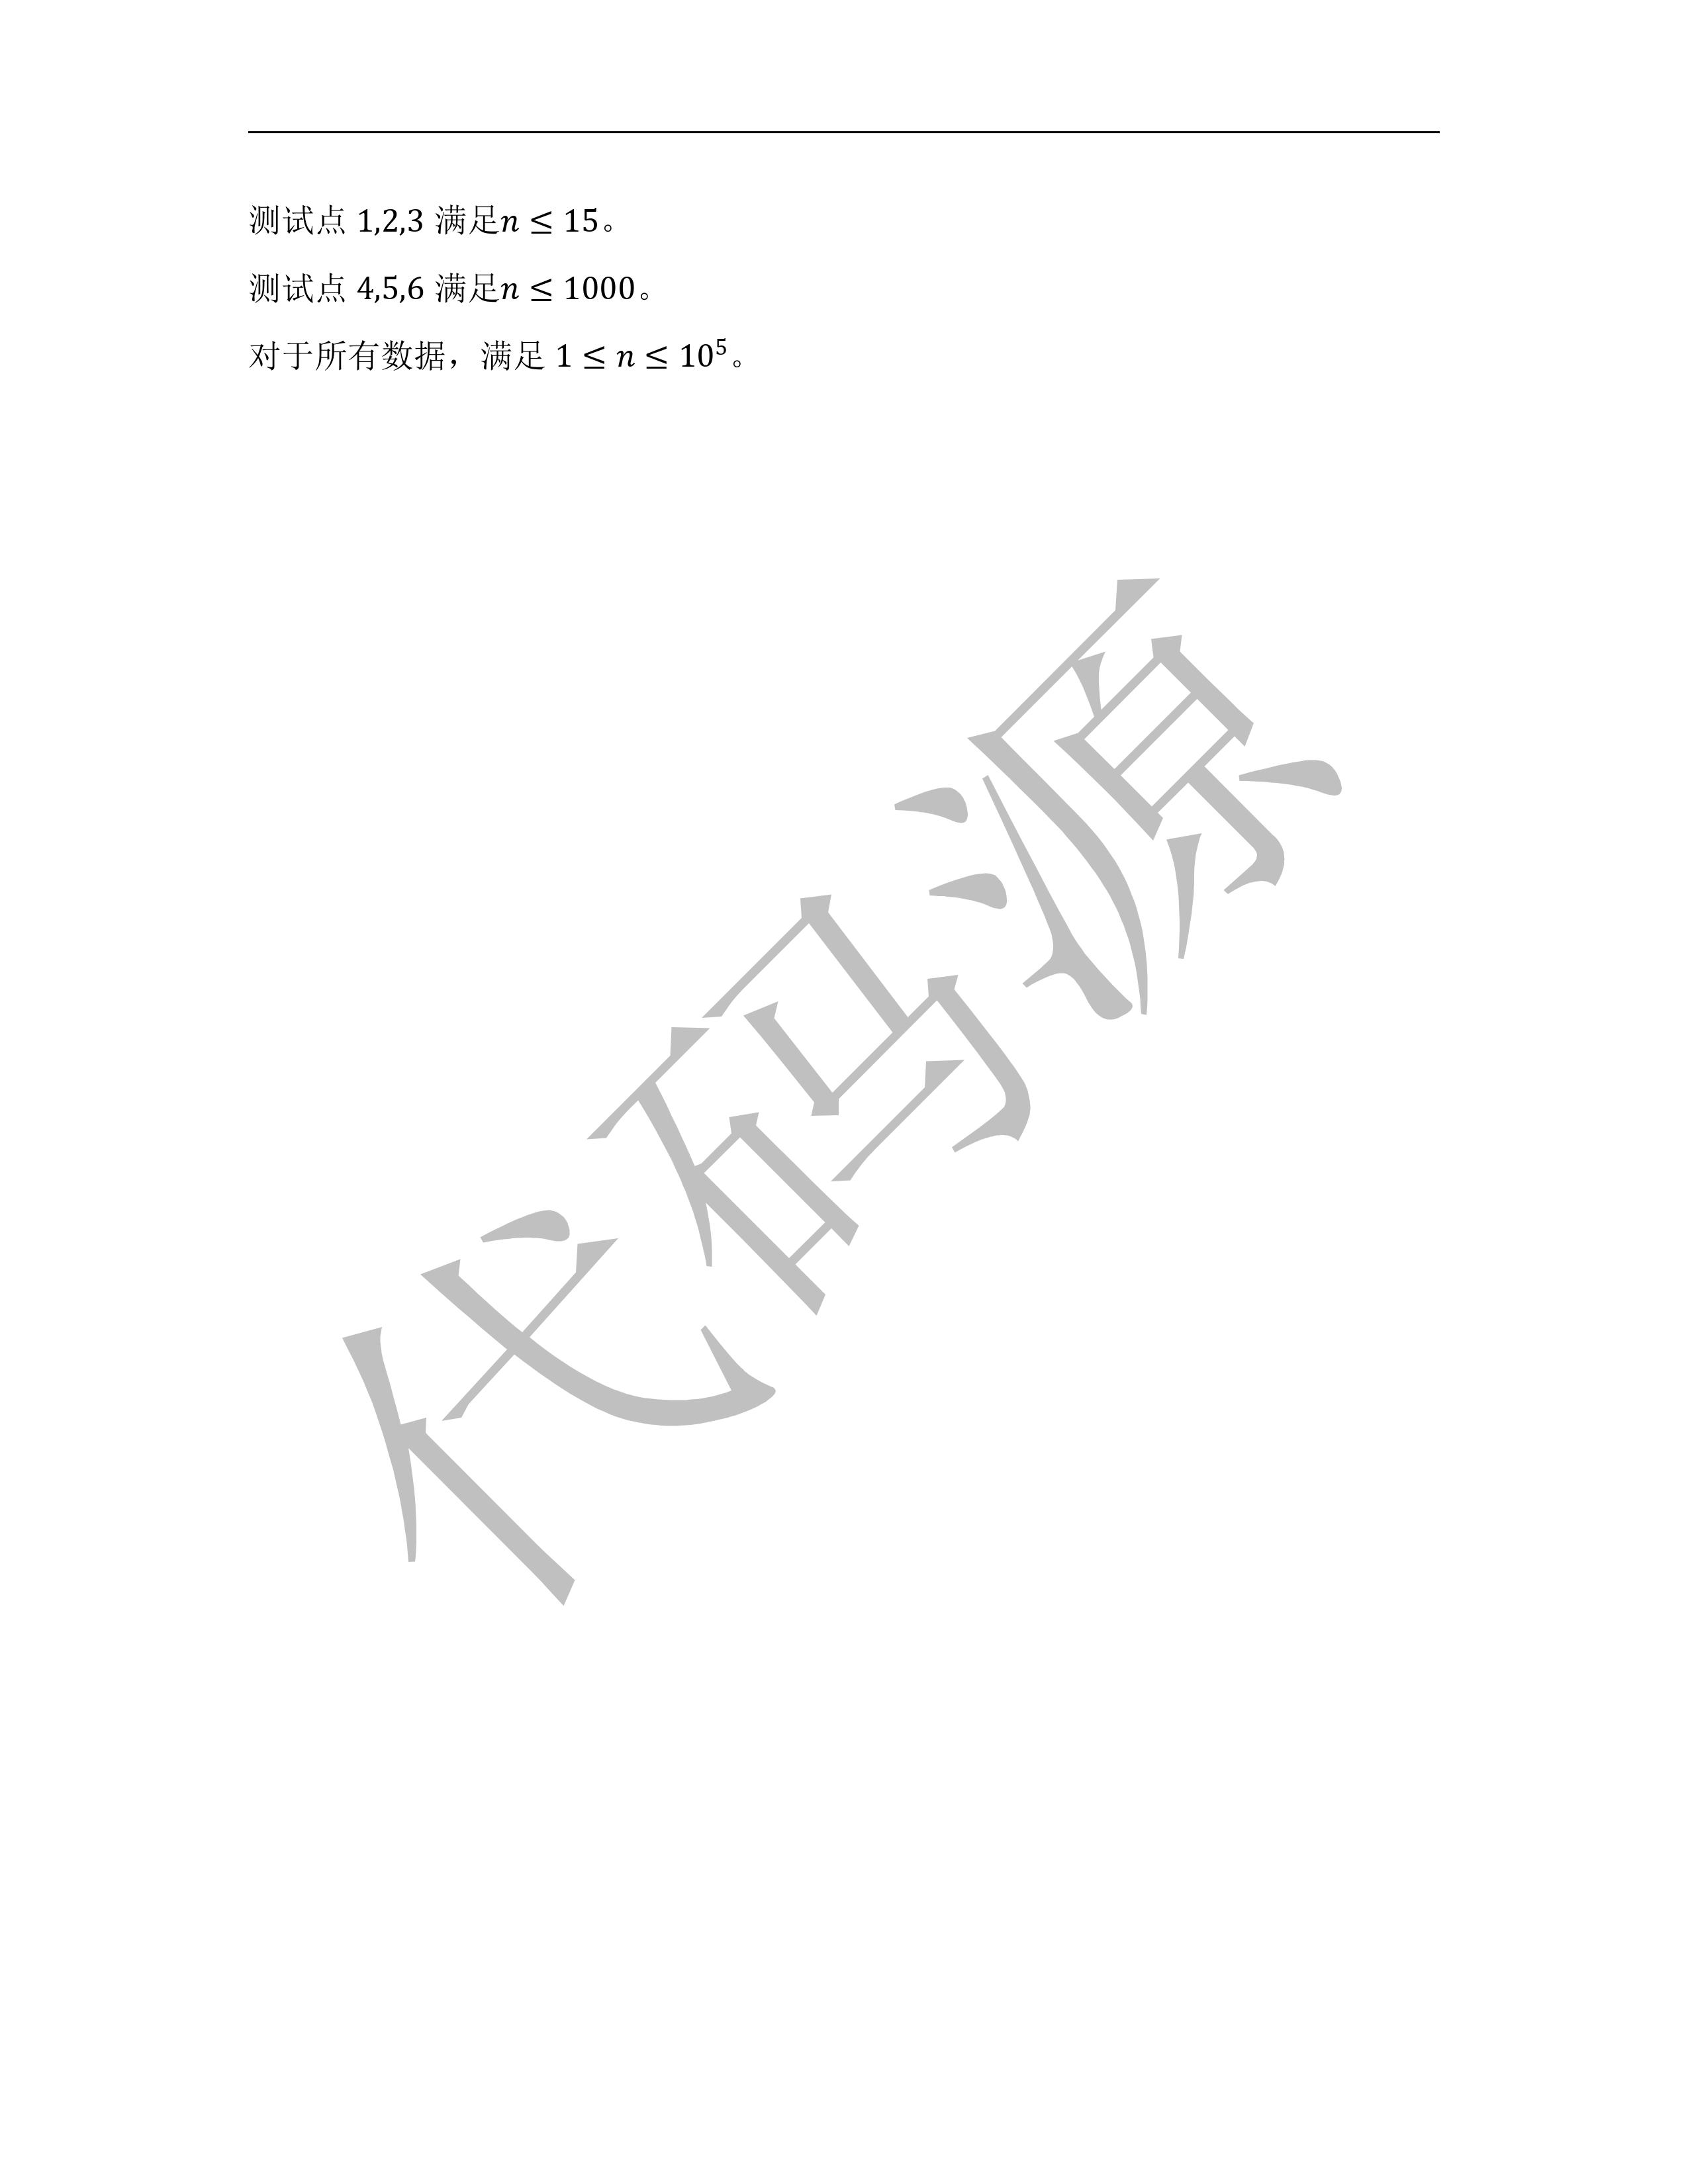 测试点 1,2,3 满足n ≤ 15。
测试点 4,5,6 满足n ≤ 1000。
对于所有数据，满足 1 ≤ n ≤ 10⁵。
代码源